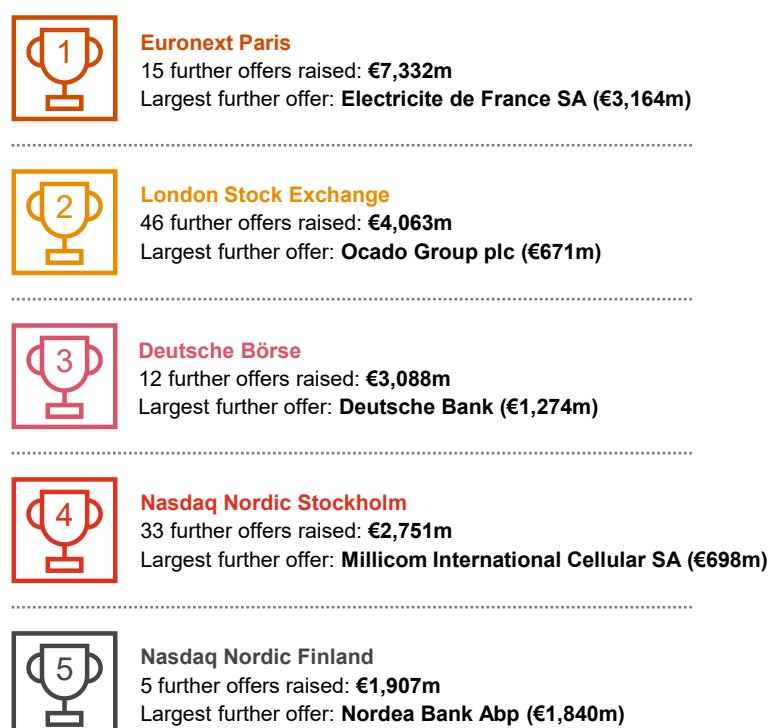 1
Euronext Paris
15 further offers raised: €7,332m
Largest further offer: Electricite de France SA (€3,164m)
2
London Stock Exchange
46 further offers raised: €4,063m
Largest further offer: Ocado Group plc (€671m)
3
Deutsche Börse
12 further offers raised: €3,088m
Largest further offer: Deutsche Bank (€1,274m)
4
Nasdaq Nordic Stockholm
33 further offers raised: €2,751m
Largest further offer: Millicom International Cellular SA (€698m)
5
Nasdaq Nordic Finland
5 further offers raised: €1,907m
Largest further offer: Nordea Bank Abp (€1,840m)